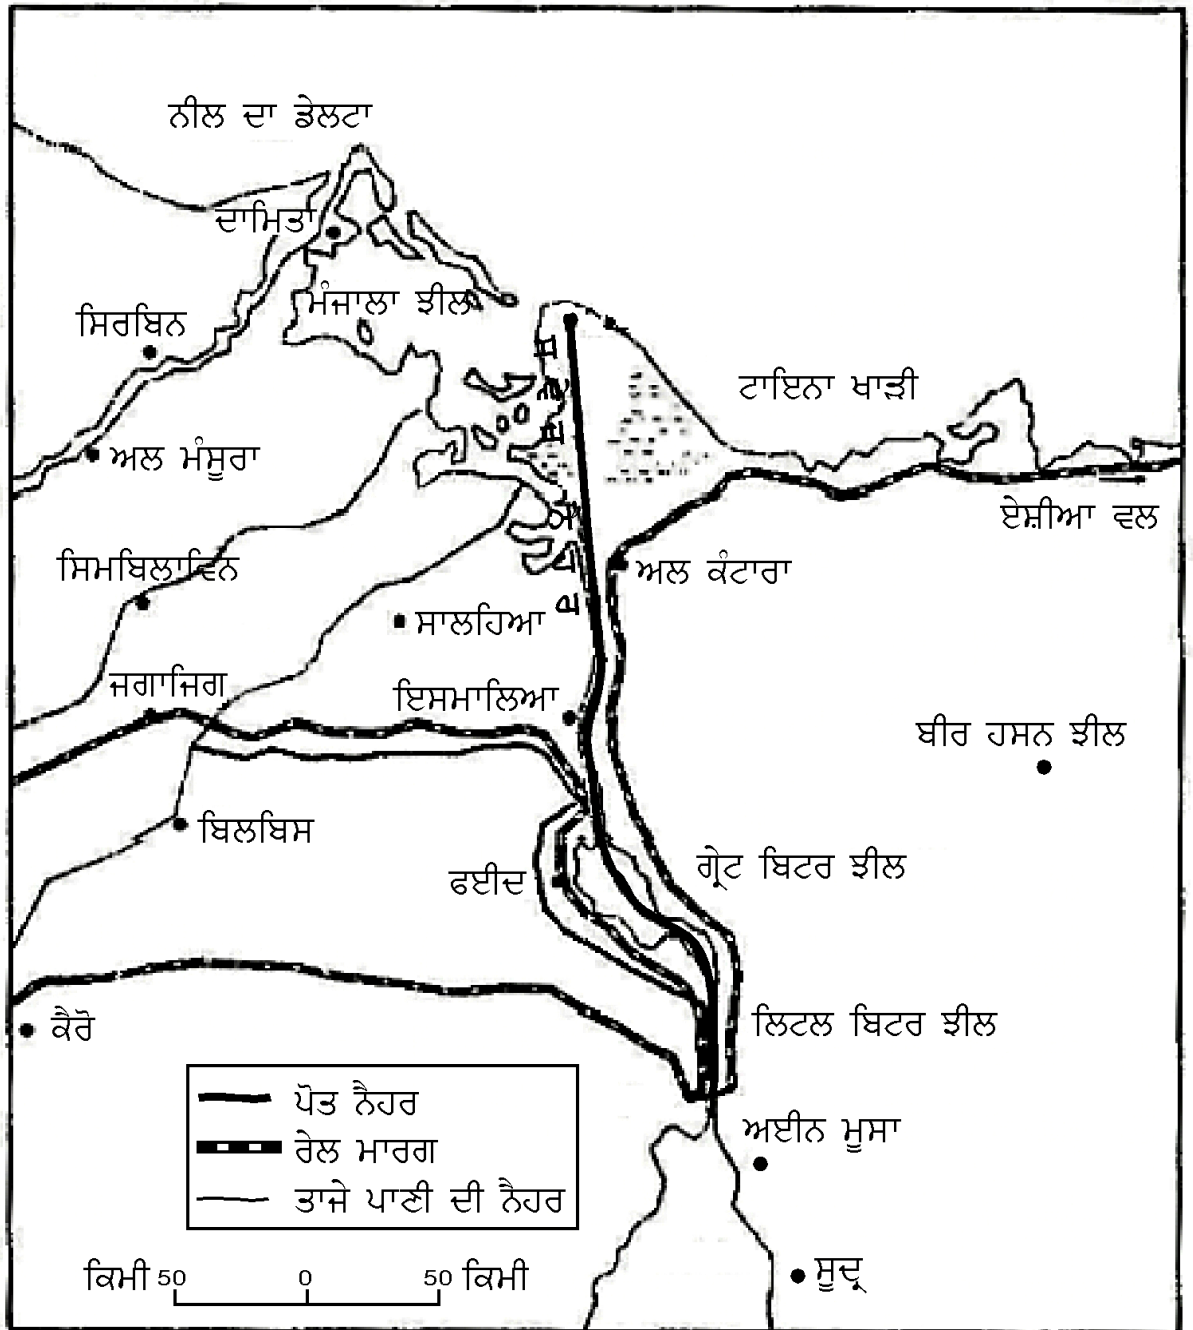 ਨੀਲ ਦਾ ਡੇਲਟਾ
ਦਾਮਿਤਾ
ਮੰਜਾਲਾ ਝੀਲ
ਸਿਰਬਿਨ
ਟਾਇਨਾ ਖਾੜੀ
ਅਲ ਮੰਸੂਰਾ
ਏਸ਼ੀਆ ਵਲ
ਸਿਮਬਿਲਾਵਿਨ
ਅਲ ਕੰਟਾਰਾ
ਸਾਲਹਿਆ
ਜਗਾਜਿਗ
ਇਸਮਾਲਿਆ
ਬੀਰ ਹਸਨ ਝੀਲ
ਬਿਲਬਿਸ
ਗ੍ਰੇਟ ਬਿਟਰ ਝੀਲ
ਫਈਦ
ਕੈਰੋ
ਲਿਟਲ ਬਿਟਰ ਝੀਲ
ਪੋਤ ਨੈਹਰ
ਰੇਲ ਮਾਰਗ
ਤਾਜੇ ਪਾਣੀ ਦੀ ਨੈਹਰ
ਅਈਨ ਮੂਸਾ
ਕਿਮੀ 50 0 50 ਕਿਮੀ
ਸੂਦ੍ਰ